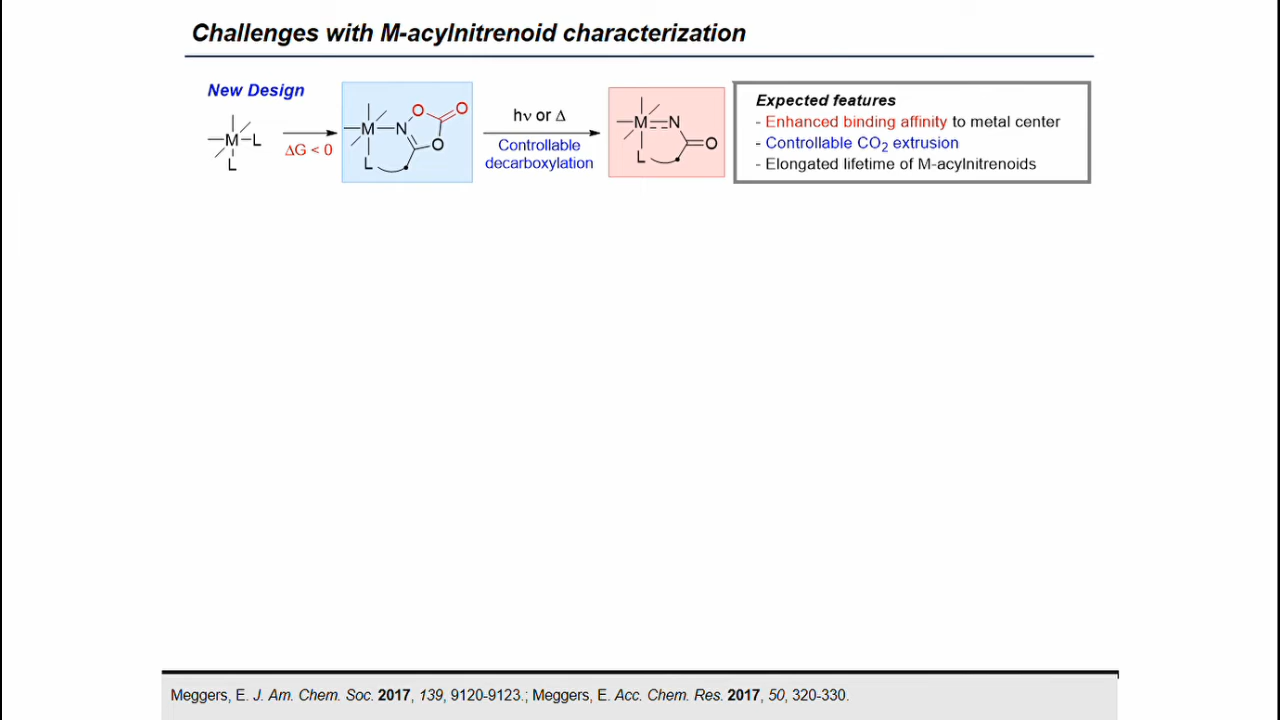 Challenges with M-acylnitrenoid characterization
New Design
M L
L
ΔG < 0
M N O O
O
L
hν or Δ
Controllable
decarboxylation
M N
O
L
Expected features
- Enhanced binding affinity to metal center
- Controllable CO2 extrusion
- Elongated lifetime of M-acylnitrenoids
Meggers, E. J. Am. Chem. Soc. 2017, 139, 9120-9123.; Meggers, E. Acc. Chem. Res. 2017, 50, 320-330.